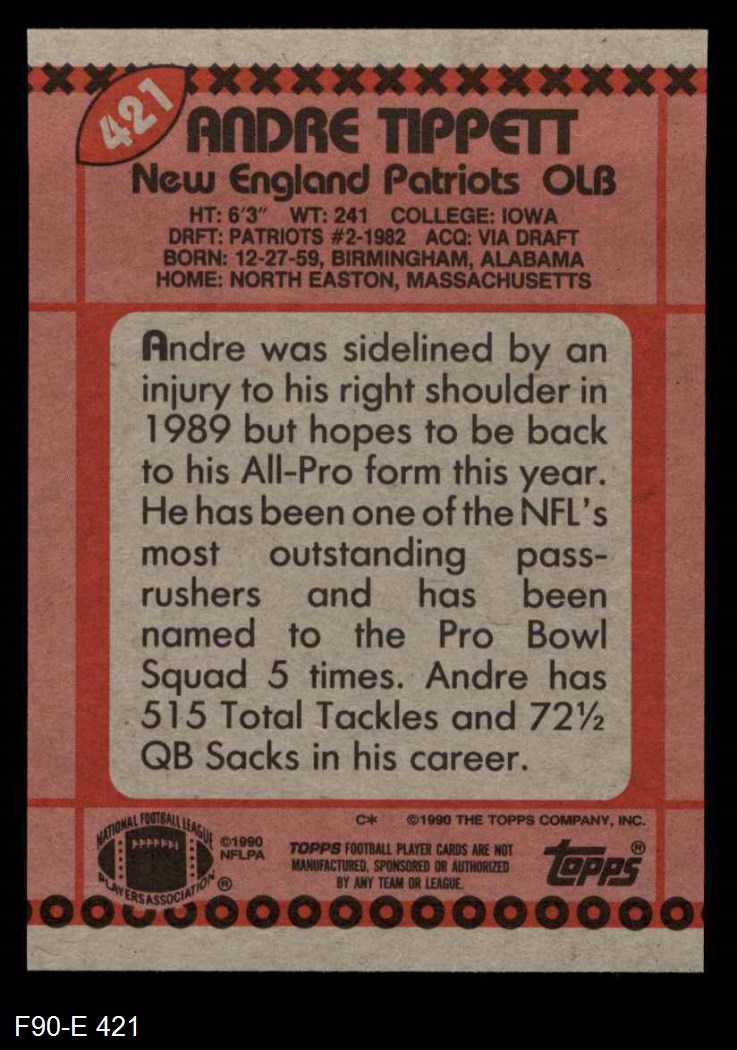 421
ANDRE TIPPETT
New England Patriots OLB
HT: 6'3" WT: 241 COLLEGE: IOWA
DRFT: PATRIOTS #2-1982 ACQ: VIA DRAFT
BORN: 12-27-59, BIRMINGHAM, ALABAMA
HOME: NORTH EASTON, MASSACHUSETTS
Andre was sidelined by an
injury to his right shoulder in
1989 but hopes to be back
to his All-Pro form this year.
He has been one of the NFL's
most outstanding pass-
rushers and has been
named to the Pro Bowl
Squad 5 times. Andre has
515 Total Tackles and 72½
QB Sacks in his career.
NATIONAL FOOTBALL LEAGUE
PLAYERS ASSOCIATION ®
©1990
NFLPA
C* ©1990 THE TOPPS COMPANY, INC.
TOPPS FOOTBALL PLAYER CARDS ARE NOT
MANUFACTURED, SPONSORED OR AUTHORIZED
BY ANY TEAM OR LEAGUE.
topps®
F90-E 421